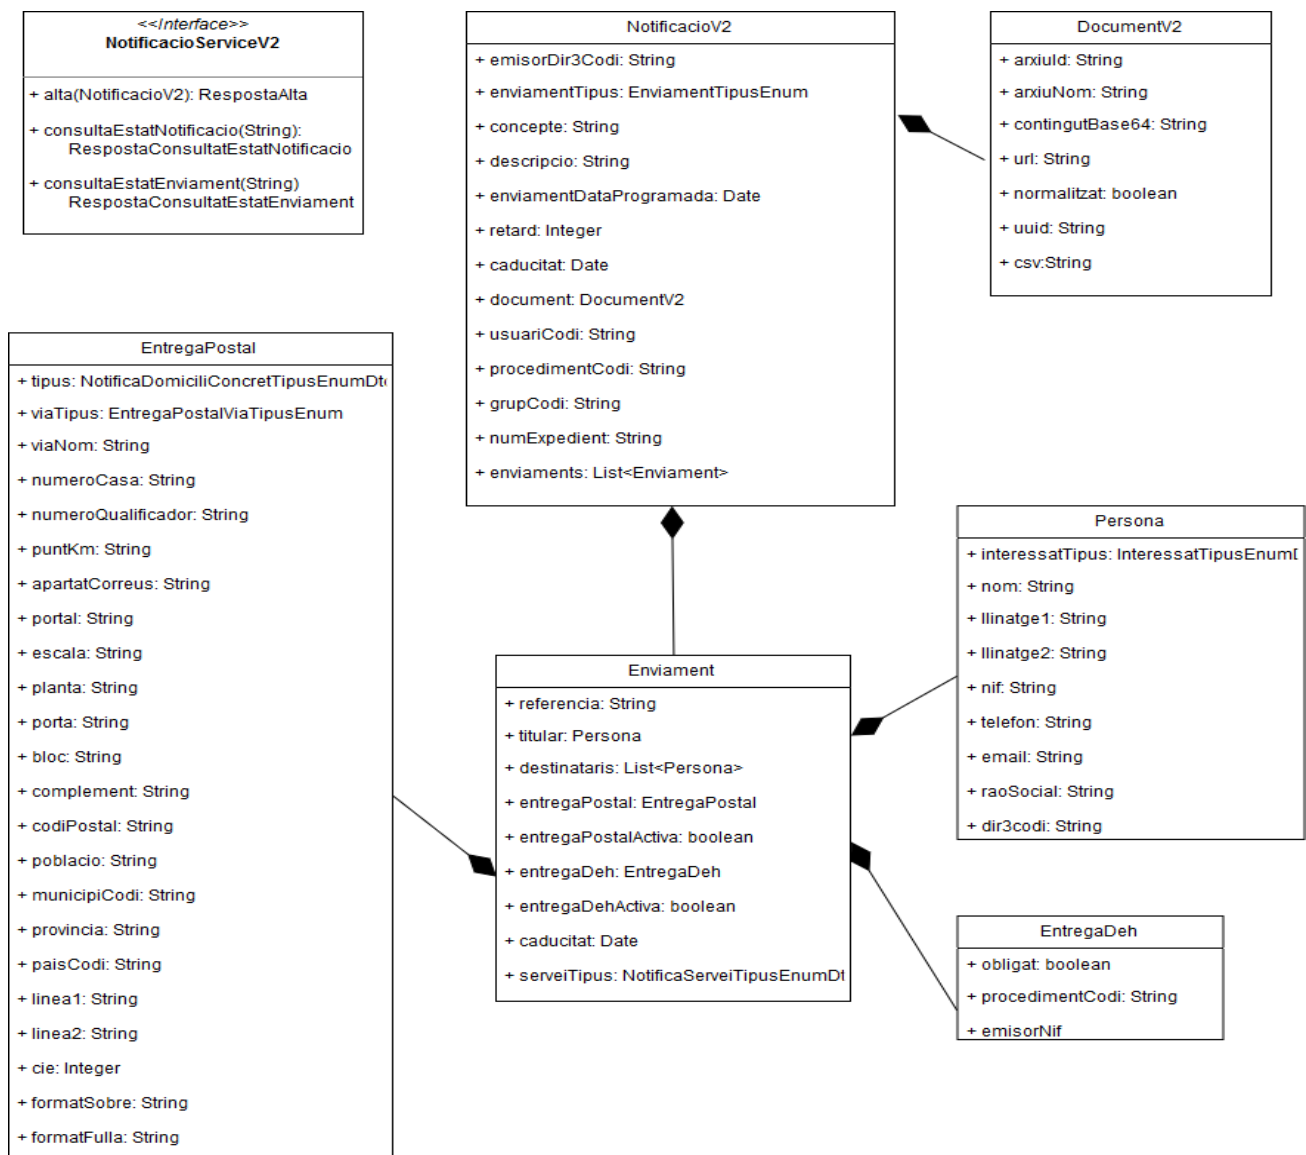 <<Interface>>
NotificacioServiceV2
+ alta(NotificacioV2): RespostaAlta
+ consultaEstatNotificacio(String):
RespostaConsultatEstatNotificacio
+ consultaEstatEnviament(String)
RespostaConsultatEstatEnviament
NotificacioV2
+ emisorDir3Codi: String
+ enviamentTipus: EnviamentTipusEnum
+ concepte: String
+ descripcio: String
+ enviamentDataProgramada: Date
+ retard: Integer
+ caducitat: Date
+ document: DocumentV2
+ usuariCodi: String
+ procedimentCodi: String
+ grupCodi: String
+ numExpedient: String
+ enviaments: List<Enviament>
DocumentV2
+ arxiuId: String
+ arxiuNom: String
+ contingutBase64: String
+ url: String
+ normalitzat: boolean
+ uuid: String
+ csv:String
EntregaPostal
+ tipus: NotificaDomiciliConcretTipusEnumDt
+ viaTipus: EntregaPostalViaTipusEnum
+ viaNom: String
+ numeroCasa: String
+ numeroQualificador: String
+ puntKm: String
+ apartatCorreus: String
+ portal: String
+ escala: String
+ planta: String
+ porta: String
+ bloc: String
+ complement: String
+ codiPostal: String
+ poblacio: String
+ municipiCodi: String
+ provincia: String
+ paisCodi: String
+ linea1: String
+ linea2: String
+ cie: Integer
+ formatSobre: String
+ formatFulla: String
Enviament
+ referencia: String
+ titular: Persona
+ destinataris: List<Persona>
+ entregaPostal: EntregaPostal
+ entregaPostalActiva: boolean
+ entregaDeh: EntregaDeh
+ entregaDehActiva: boolean
+ caducitat: Date
+ serveiTipus: NotificaServeiTipusEnumDt
Persona
+ interessatTipus: InteressatTipusEnum
+ nom: String
+ llinatge1: String
+ llinatge2: String
+ nif: String
+ telefon: String
+ email: String
+ raoSocial: String
+ dir3codi: String
EntregaDeh
+ obligat: boolean
+ procedimentCodi: String
+ emisorNif